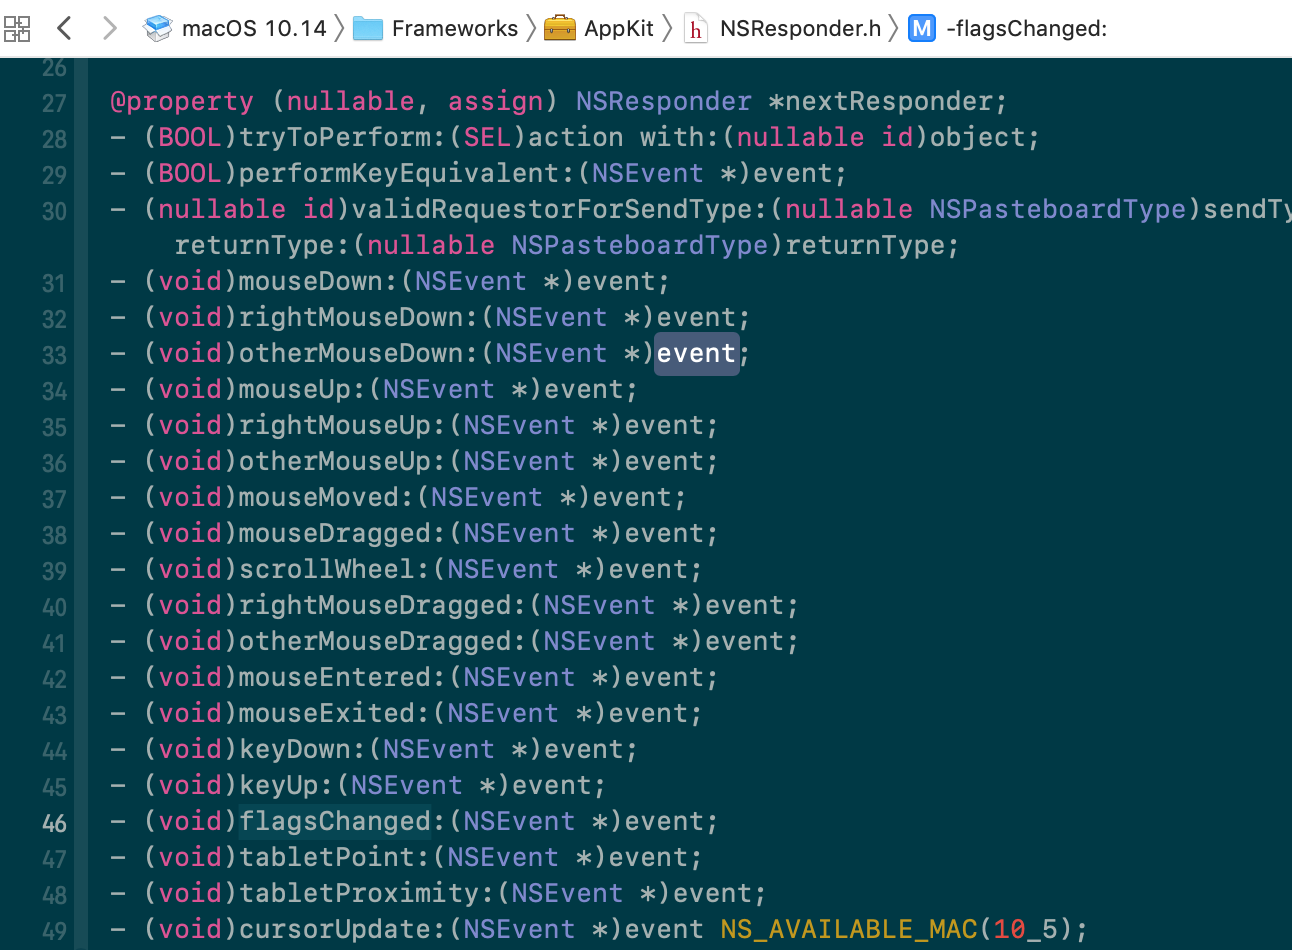 macOS 10.14 Frameworks AppKit h NSResponder.h M -flagsChanged:
26
27 @property (nullable, assign) NSResponder *nextResponder;
28 - (BOOL)tryToPerform:(SEL)action with:(nullable id)object;
29 - (BOOL)performKeyEquivalent:(NSEvent *)event;
30 - (nullable id)validRequestorForSendType:(nullable NSPasteboardType)sendTy
returnType:(nullable NSPasteboardType)returnType;
31 - (void)mouseDown:(NSEvent *)event;
32 - (void)rightMouseDown:(NSEvent *)event;
33 - (void)otherMouseDown:(NSEvent *)event;
34 - (void)mouseUp:(NSEvent *)event;
35 - (void)rightMouseUp:(NSEvent *)event;
36 - (void)otherMouseUp:(NSEvent *)event;
37 - (void)mouseMoved:(NSEvent *)event;
38 - (void)mouseDragged:(NSEvent *)event;
39 - (void)scrollWheel:(NSEvent *)event;
40 - (void)rightMouseDragged:(NSEvent *)event;
41 - (void)otherMouseDragged:(NSEvent *)event;
42 - (void)mouseEntered:(NSEvent *)event;
43 - (void)mouseExited:(NSEvent *)event;
44 - (void)keyDown:(NSEvent *)event;
45 - (void)keyUp:(NSEvent *)event;
46 - (void)flagsChanged:(NSEvent *)event;
47 - (void)tabletPoint:(NSEvent *)event;
48 - (void)tabletProximity:(NSEvent *)event;
49 - (void)cursorUpdate:(NSEvent *)event NS_AVAILABLE_MAC(10_5);